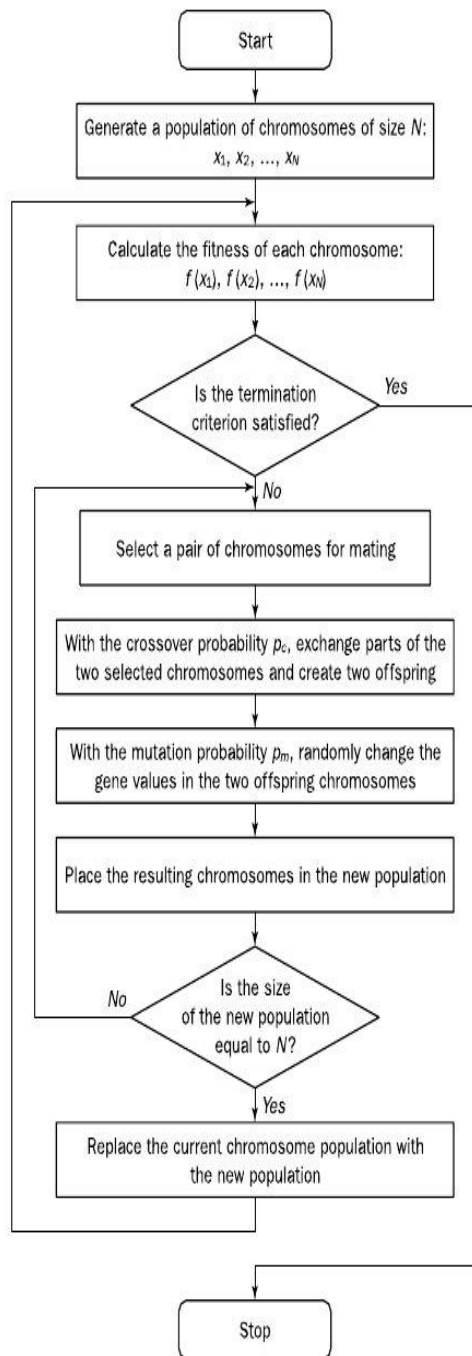 Start
Generate a population of chromosomes of size N:
x₁, x₂, ..., xN
Calculate the fitness of each chromosome:
f (x₁), f (x₂), ..., f (xN)
Is the termination
criterion satisfied?
Yes
No
Select a pair of chromosomes for mating
With the crossover probability pc, exchange parts of the
two selected chromosomes and create two offspring
With the mutation probability pm, randomly change the
gene values in the two offspring chromosomes
Place the resulting chromosomes in the new population
Is the size
of the new population
equal to N?
No
Yes
Replace the current chromosome population with
the new population
Stop